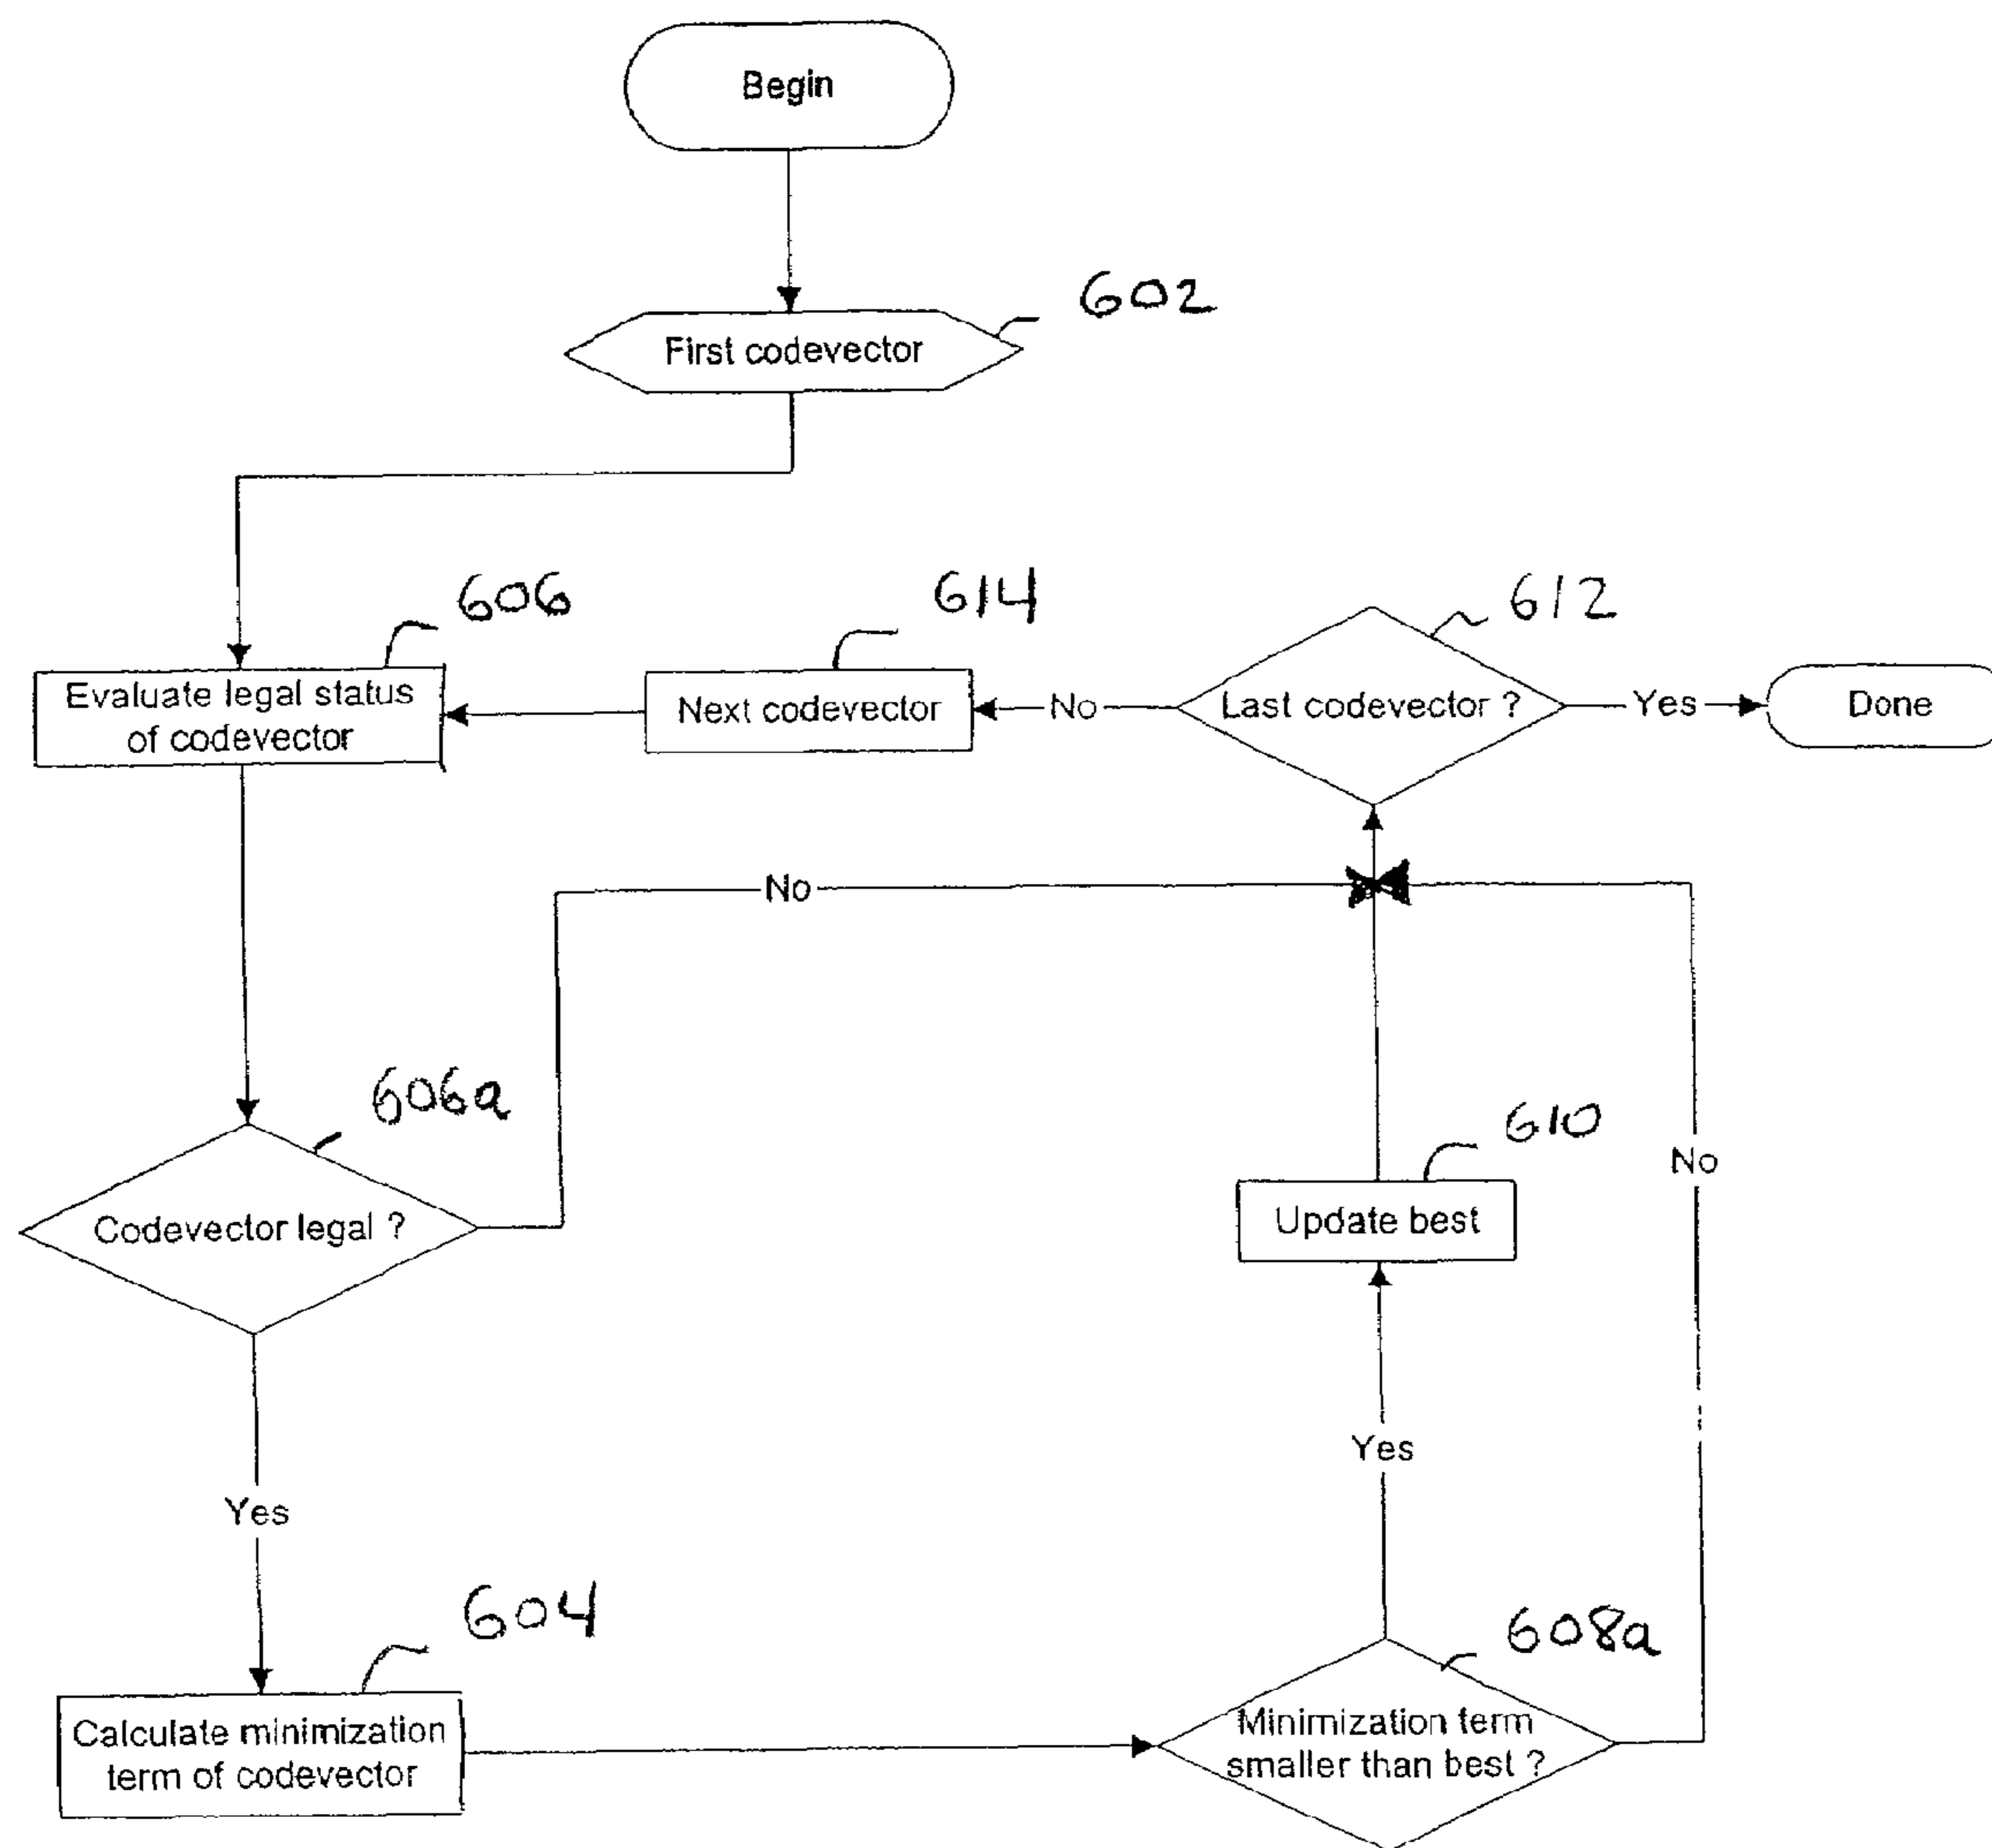 Begin
602
First codevector
606
614
612
Evaluate legal status
of codevector
Next codevector
No
Last codevector ?
Yes
Done
No
606a
610
No
Codevector legal ?
Update best
Yes
Yes
604
608a
Calculate minimization
term of codevector
Minimization term
smaller than best ?